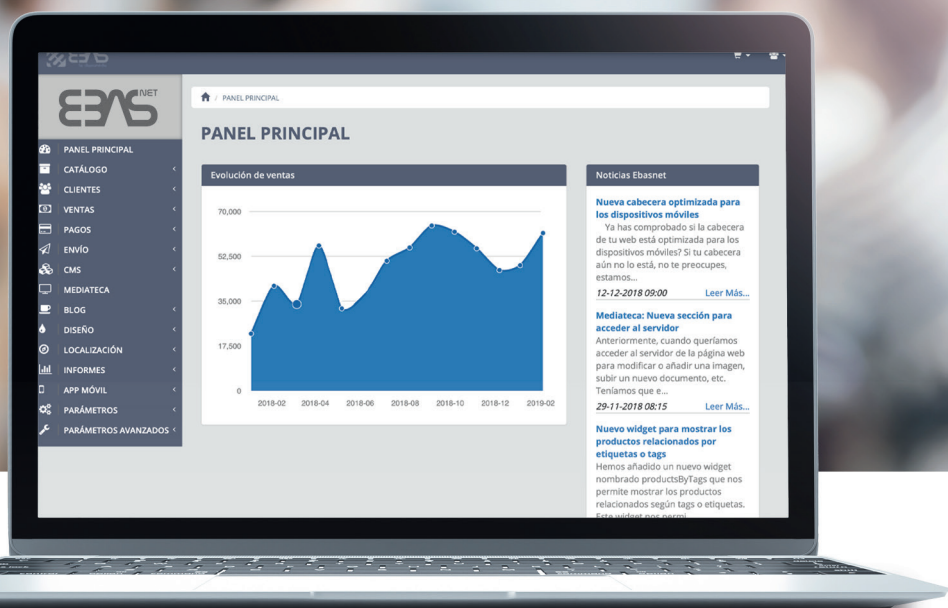 EBAS
EBAS NET
PANEL PRINCIPAL
CATÁLOGO
CLIENTES
VENTAS
PAGOS
ENVÍO
CMS
MEDIATECA
BLOG
DISEÑO
LOCALIZACIÓN
INFORMES
APP MÓVIL
PARÁMETROS
PARÁMETROS AVANZADOS
/ PANEL PRINCIPAL
PANEL PRINCIPAL
Evolución de ventas
70,000
52,500
35,000
17,500
0
2018-02 2018-04 2018-06 2018-08 2018-10 2018-12 2019-02
Noticias Ebasnet
Nueva cabecera optimizada para
los dispositivos móviles
Ya has comprobado si la cabecera
de tu web está optimizada para los
dispositivos móviles? Si tu cabecera
aún no lo está, no te preocupes,
estamos...
12-12-2018 09:00 Leer Más...
Mediateca: Nueva sección para
acceder al servidor
Anteriormente, cuando queríamos
acceder al servidor de la página web
para modificar o añadir una imagen,
subir un nuevo documento, etc.
Teníamos que e...
29-11-2018 08:15 Leer Más...
Nuevo widget para mostrar los
productos relacionados por
etiquetas o tags
Hemos añadido un nuevo widget
nombrado productsByTags que nos
permite mostrar los productos
relacionados según tags o etiquetas.
Este widget nos permi